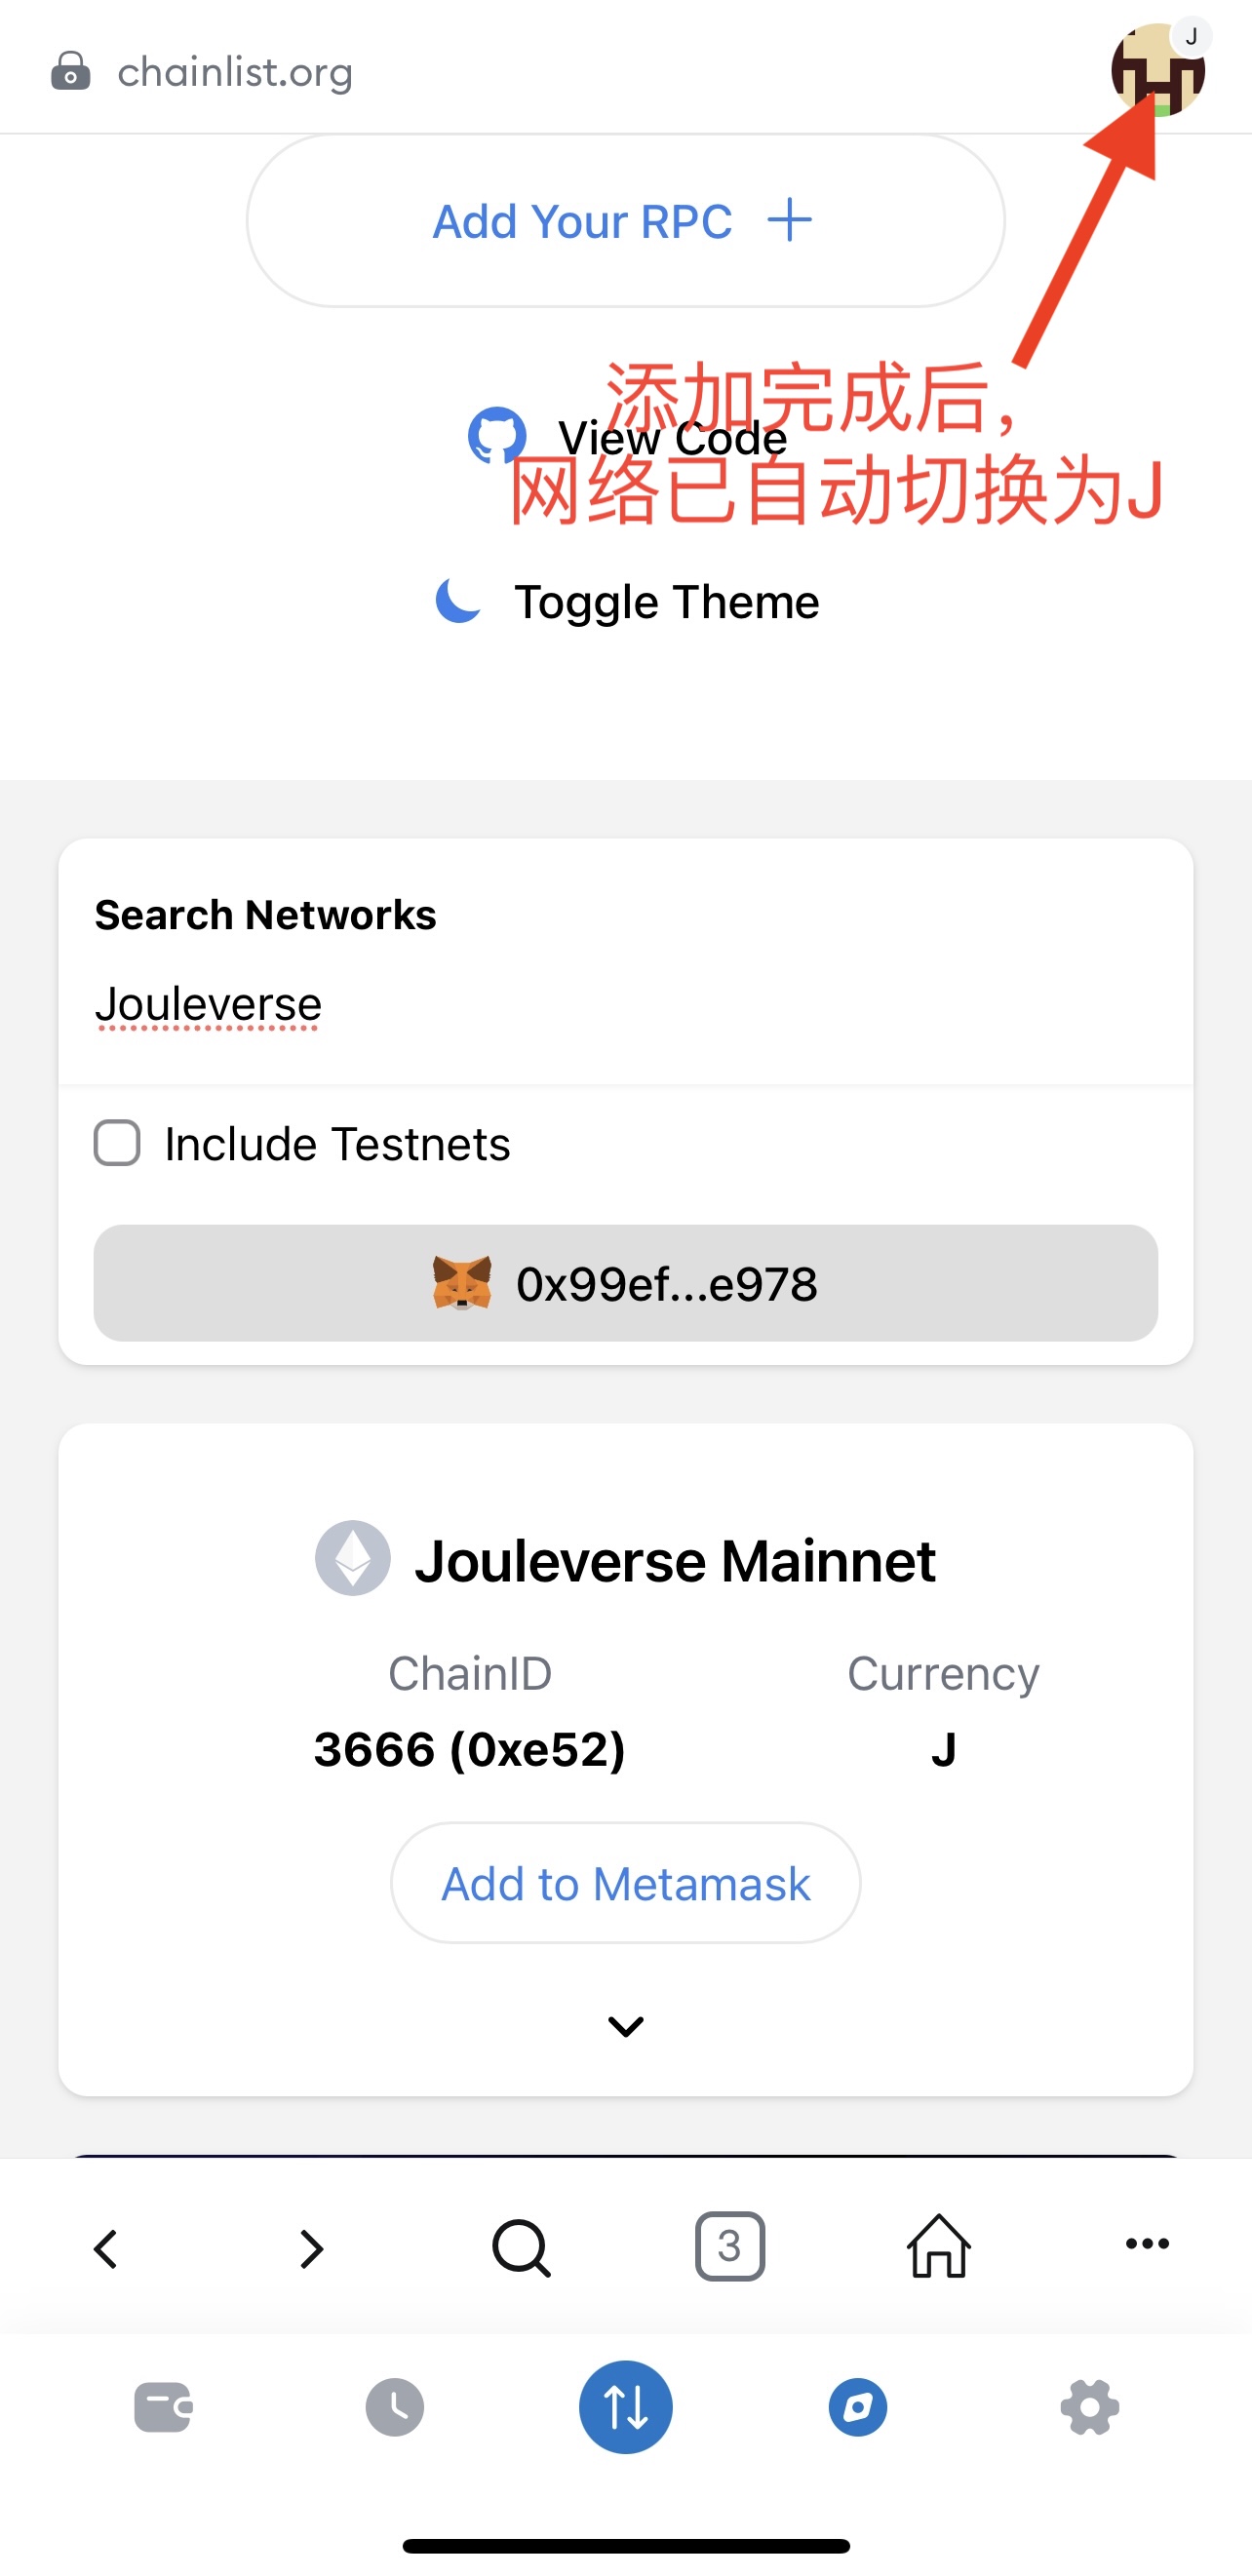 chainlist.org
J
Add Your RPC
添加完成后，
View Code
网络已自动切换为J
Toggle Theme
Search Networks
Jouleverse
Include Testnets
0x99ef...e978
Jouleverse Mainnet
ChainID
Currency
3666 (0xe52)
J
Add to Metamask
3